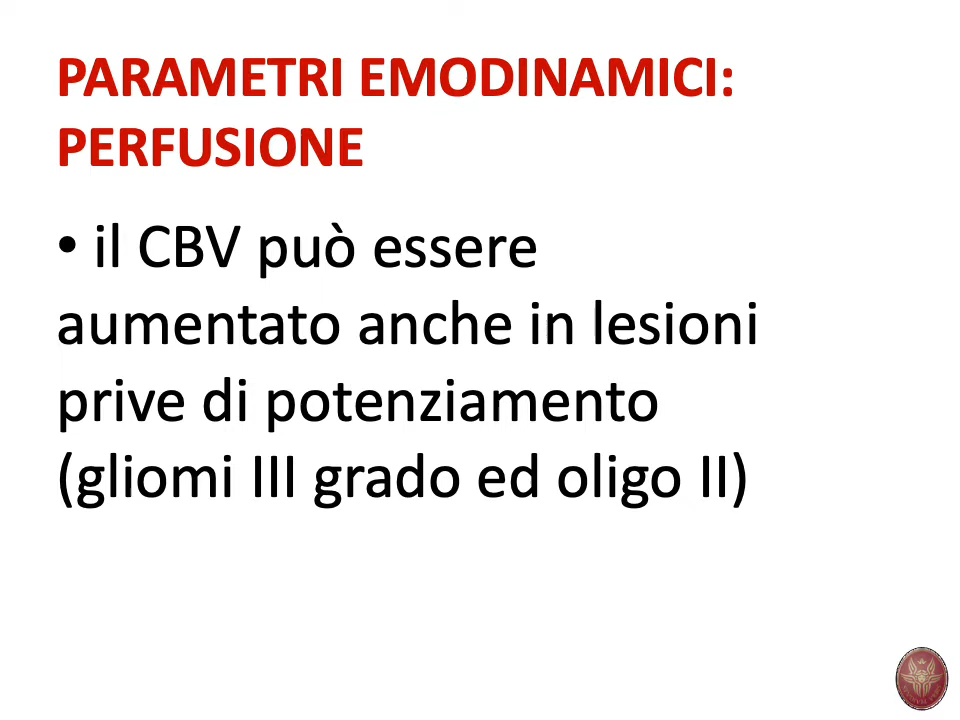 PARAMETRI EMODINAMICI:
PERFUSIONE
• il CBV può essere
aumentato anche in lesioni
prive di potenziamento
(gliomi III grado ed oligo II)